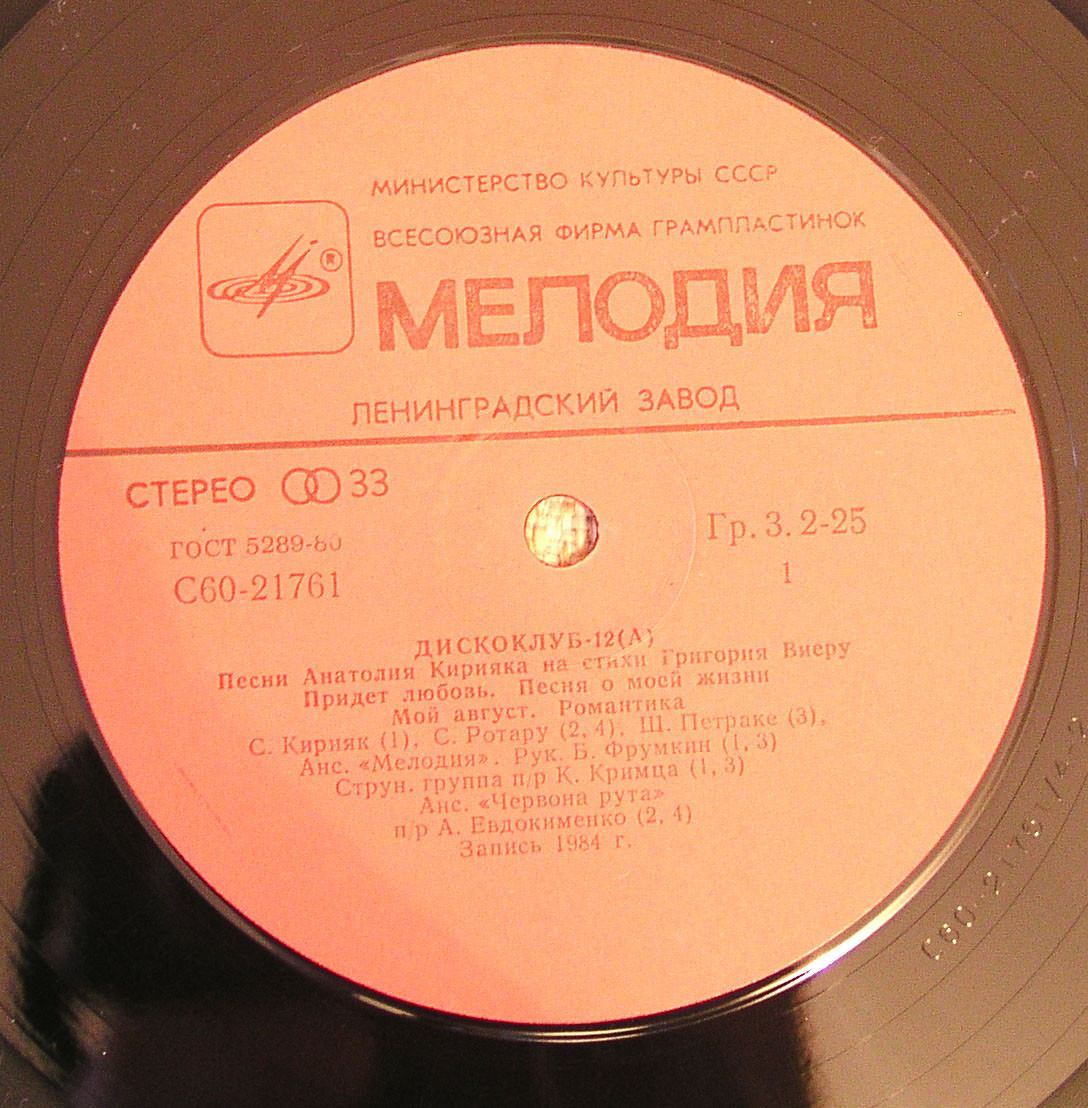 МИНИСТЕРСТВО КУЛЬТУРЫ СССР
ВСЕСОЮЗНАЯ ФИРМА ГРАМПЛАСТИНОК
®
МЕЛОДИЯ
ЛЕНИНГРАДСКИЙ ЗАВОД
СТЕРЕО 33
ГОСТ 5289-80
С60-21761
Гр. 3. 2-25
1
ДИСКОКЛУБ-12(А)
Песни Анатолия Кирияка на стихи Григория Виеру
Придет любовь. Песня о моей жизни
Мой август. Романтика
С. Кирияк (1), С. Ротару (2, 4), Щ. Петраке (3),
Анс. «Мелодия». Рук. Б. Фрумкин (1, 3)
Струн. группа п/р К. Кримца (1, 3)
Анс. «Червона рута»
п/р А. Евдокименко (2, 4)
Запись 1984 г.